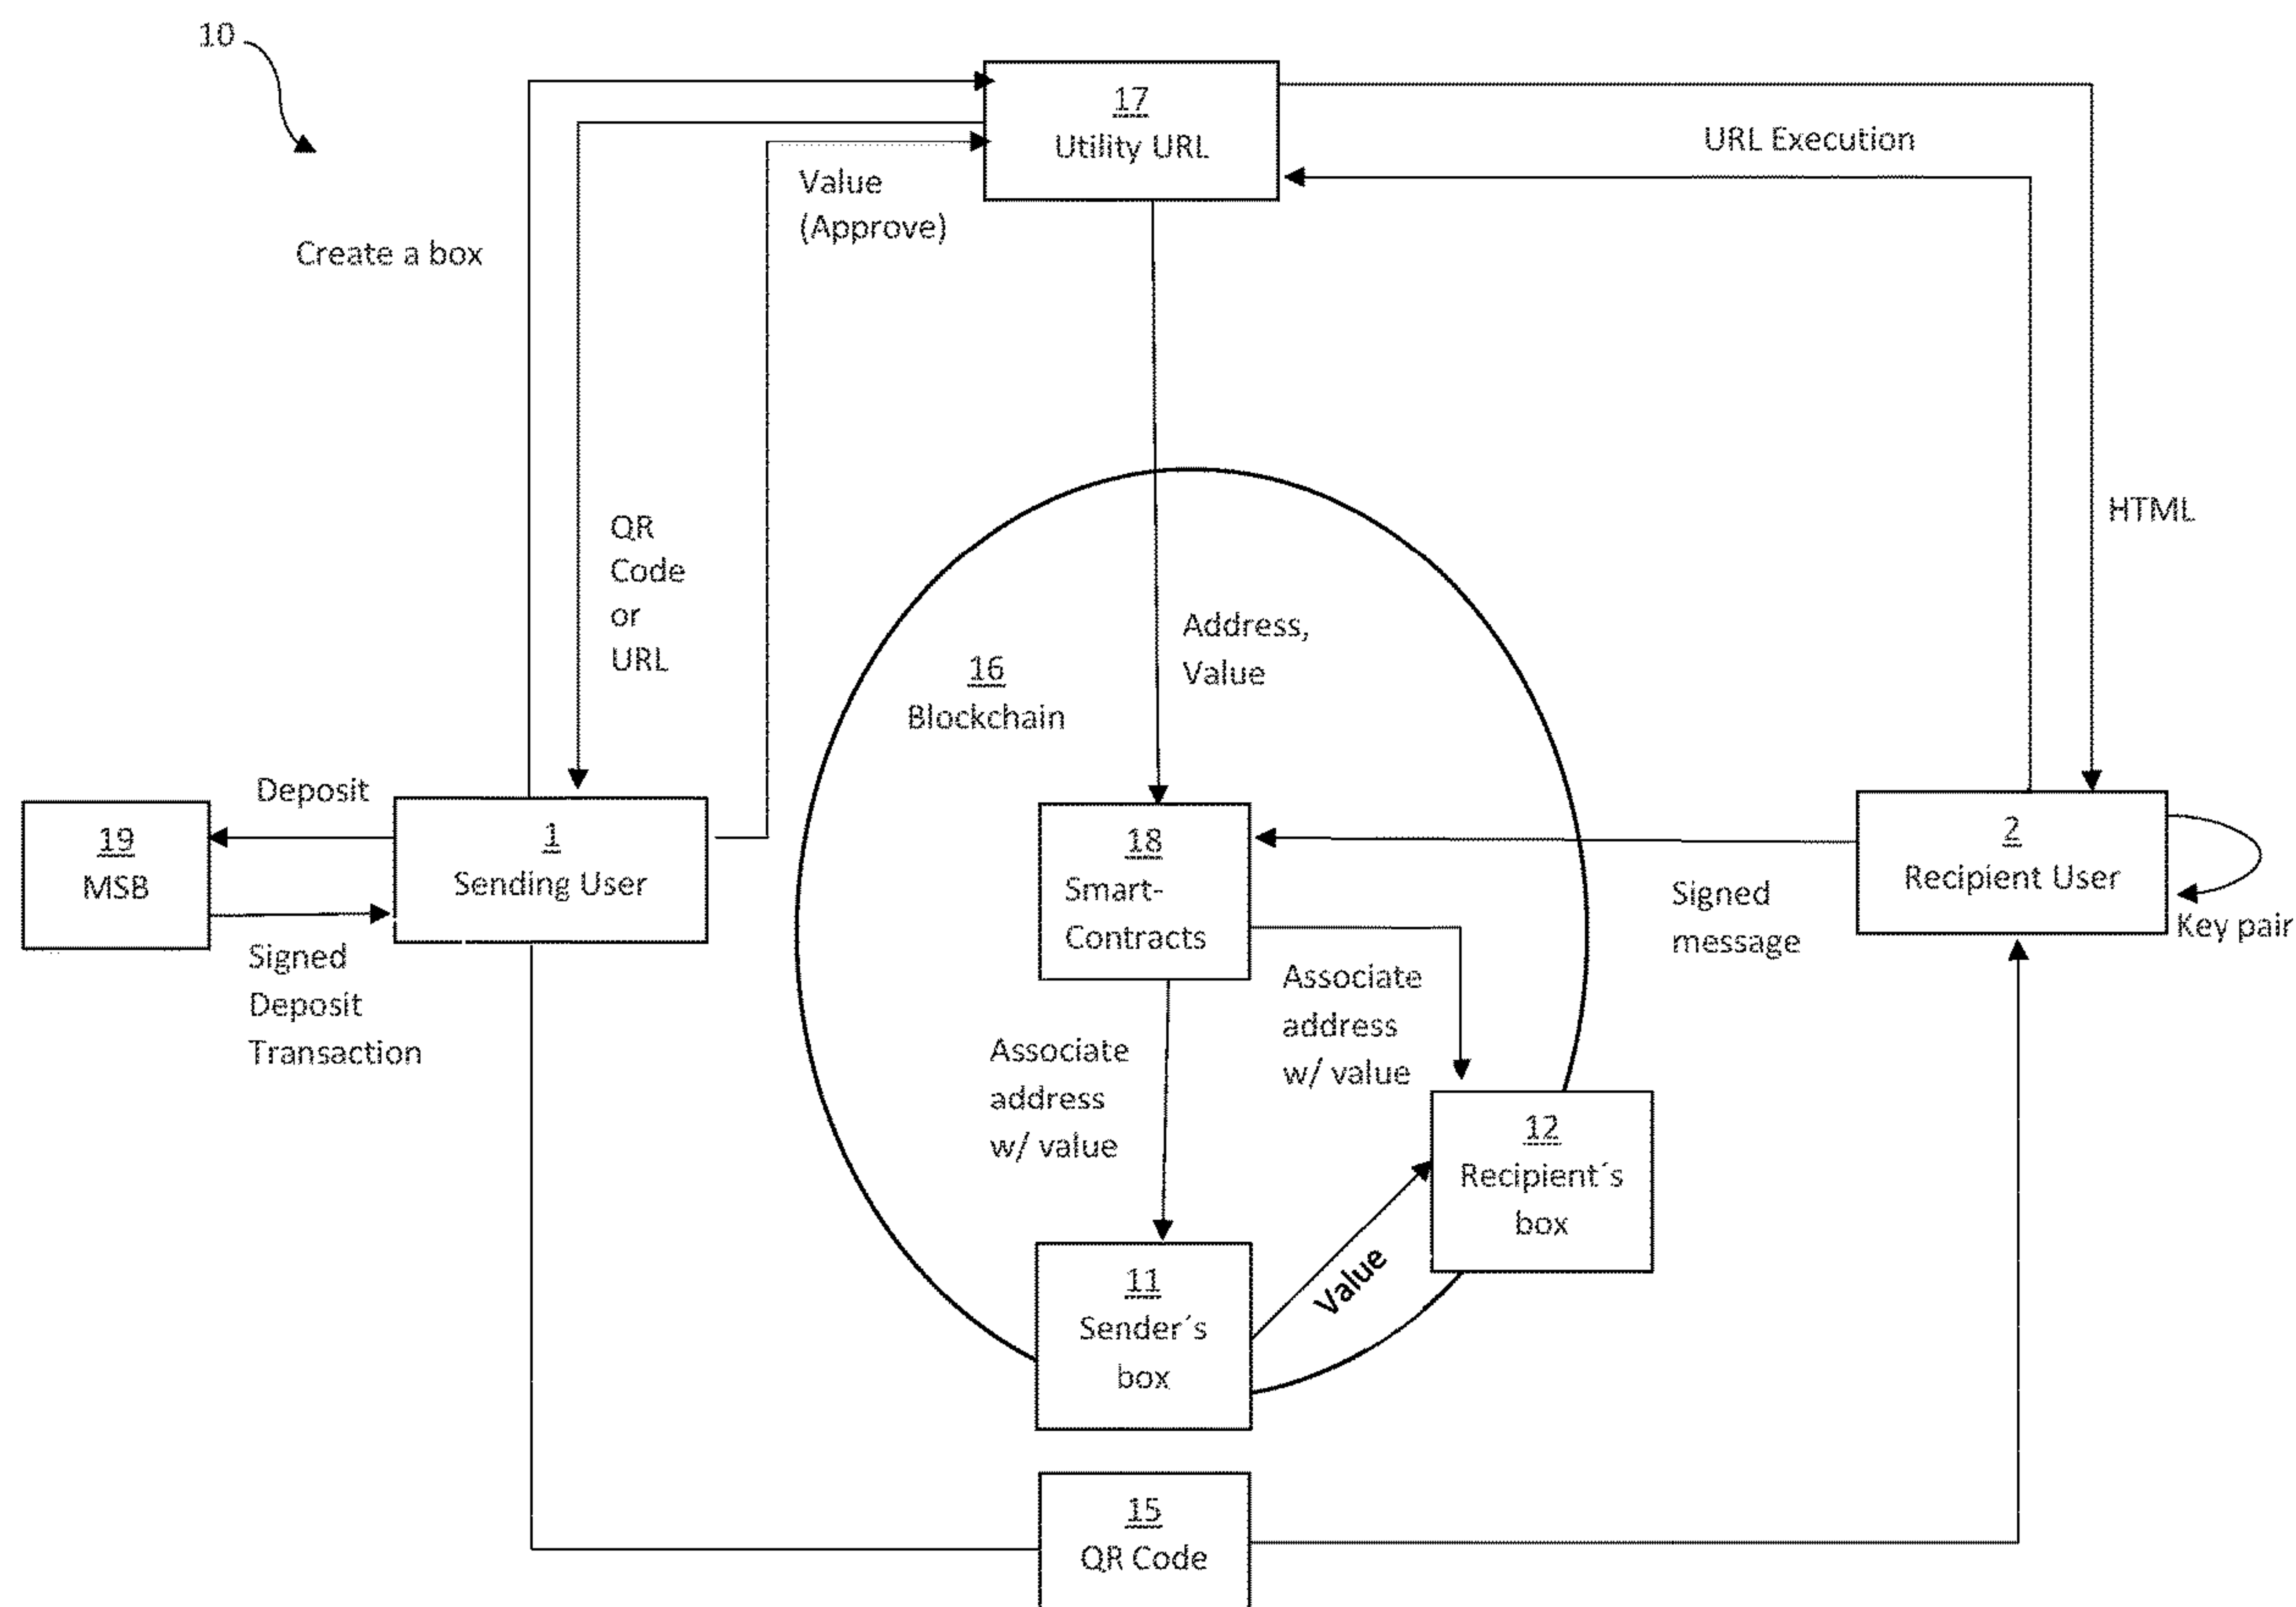 10
17
Utility URL
URL Execution
Value
(Approve)
Create a box
HTML
QR
Code
or
URL
Address,
Value
16
Blockchain
Deposit
19
MSB
1
Sending User
18
Smart-
Contracts
2
Recipient User
Key pair
Signed
message
Signed
Deposit
Transaction
Associate
address
w/ value
Associate
address
w/ value
12
Recipient´s
box
Value
11
Sender´s
box
15
QR Code